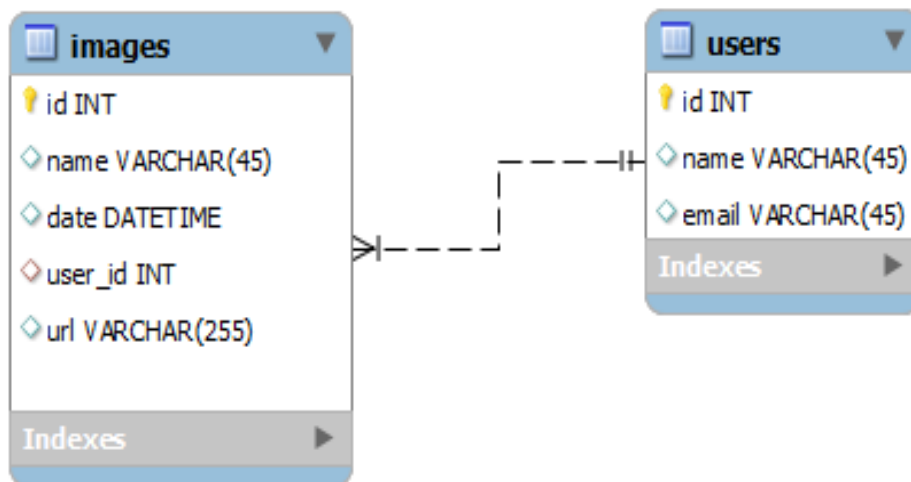 images
id INT
name VARCHAR(45)
date DATETIME
user_id INT
url VARCHAR(255)
Indexes
users
id INT
name VARCHAR(45)
email VARCHAR(45)
Indexes